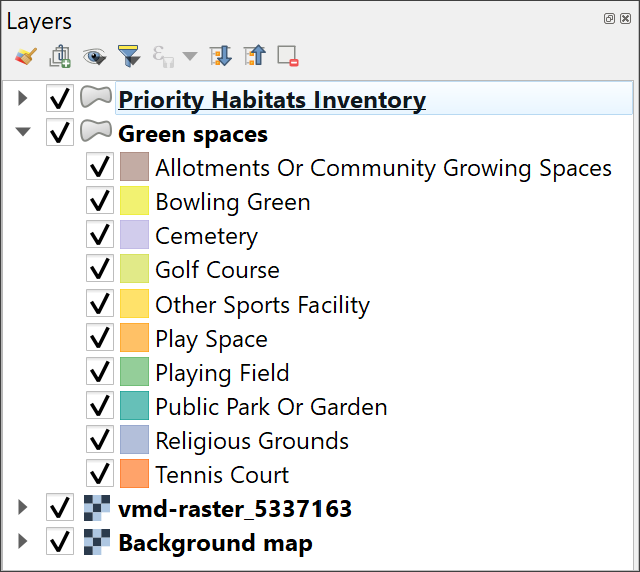 Layers
Priority Habitats Inventory
Green spaces
Allotments Or Community Growing Spaces
Bowling Green
Cemetery
Golf Course
Other Sports Facility
Play Space
Playing Field
Public Park Or Garden
Religious Grounds
Tennis Court
vmd-raster_5337163
Background map